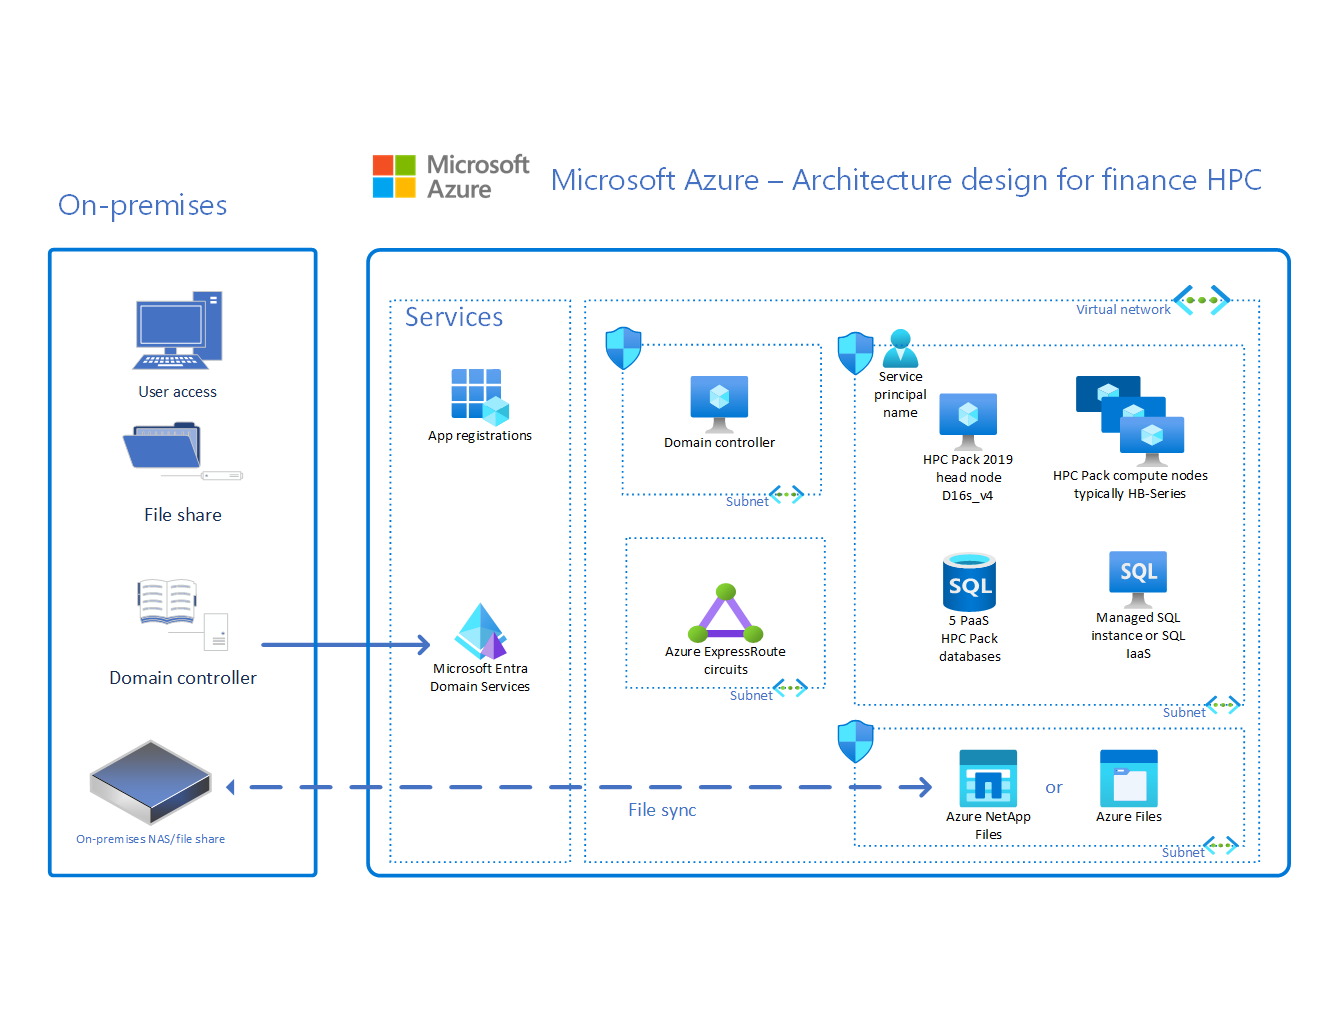 Microsoft
Azure
Microsoft Azure – Architecture design for finance HPC
On-premises
User access
File share
Domain controller
On-premises NAS/file share
Services
App registrations
Microsoft Entra
Domain Services
Virtual network
Domain controller
Subnet
Azure ExpressRoute
circuits
Subnet
Service
principal
name
HPC Pack 2019
head node
D16s_v4
HPC Pack compute nodes
typically HB-Series
SQL
5 PaaS
HPC Pack
databases
SQL
Managed SQL
instance or SQL
IaaS
Subnet
File sync
Azure NetApp
Files
or
Azure Files
Subnet